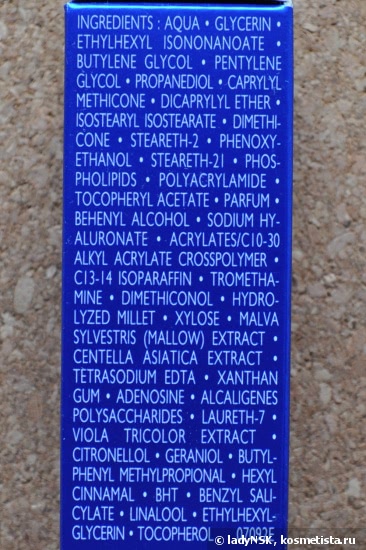 INGREDIENTS : AQUA • GLYCERIN •
ETHYLHEXYL ISONONANOATE •
BUTYLENE GLYCOL • PENTYLENE
GLYCOL • PROPANEDIOL • CAPRYLYL
METHICONE • DICAPRYLYL ETHER •
ISOSTEARYL ISOSTEARATE • DIMETHI-
CONE • STEARETH-2 • PHENOXY-
ETHANOL • STEARETH-21 • PHOS-
PHOLIPIDS • POLYACRYLAMIDE •
TOCOPHERYL ACETATE • PARFUM •
BEHENYL ALCOHOL • SODIUM HY-
ALURONATE • ACRYLATES/C10-30
ALKYL ACRYLATE CROSSPOLYMER •
C13-14 ISOPARAFFIN • TROMETHA-
MINE • DIMETHICONOL • HYDRO-
LYZED MILLET • XYLOSE • MALVA
SYLVESTRIS (MALLOW) EXTRACT •
CENTELLA ASIATICA EXTRACT •
TETRASODIUM EDTA • XANTHAN
GUM • ADENOSINE • ALCALIGENES
POLYSACCHARIDES • LAURETH-7 •
VIOLA TRICOLOR EXTRACT •
CITRONELLOL • GERANIOL • BUTYL-
PHENYL METHYLPROPIONAL • HEXYL
CINNAMAL • BHT • BENZYL SALI-
CYLATE • LINALOOL • ETHYLHEXYL-
GLYCERIN • TOCOPHEROL 07092E
© ladyNSK, kosmetista.ru